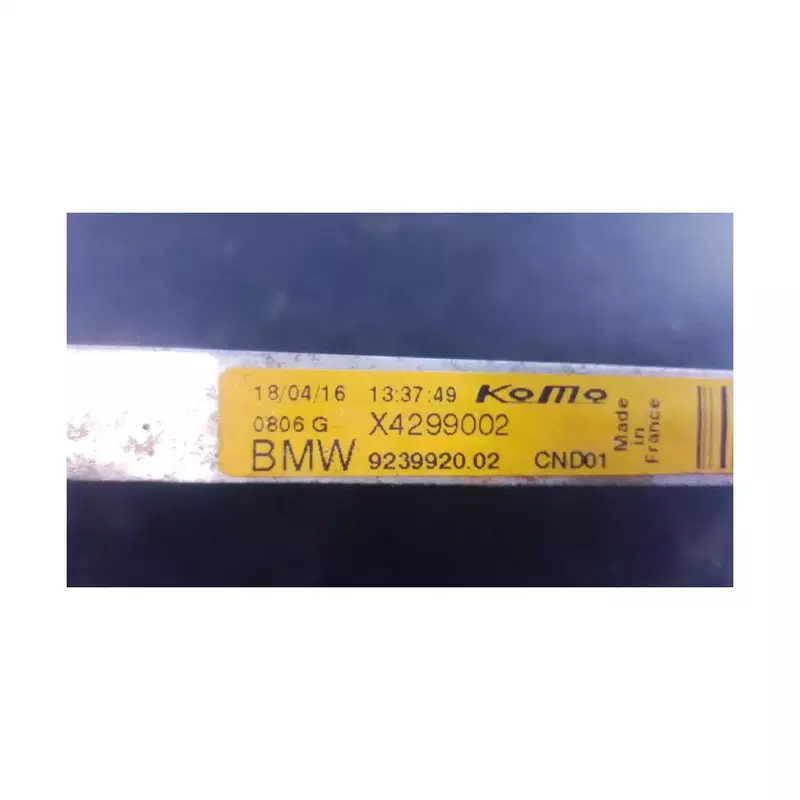 18/04/16 13:37:49 KoMo
0806 G X4299002
BMW 9239920.02 CND01
Made
in
France